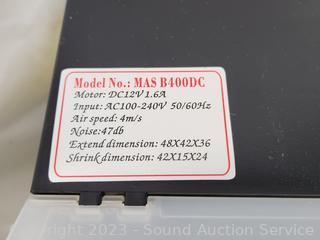 Model No.: MAS B400DC
Motor: DC12V 1.6A
Input: AC100-240V 50/60Hz
Air speed: 4m/s
Noise:47db
Extend dimension: 48X42X36
Shrink dimension: 42X15X24
Copyright 2023 - Sound Auction Service